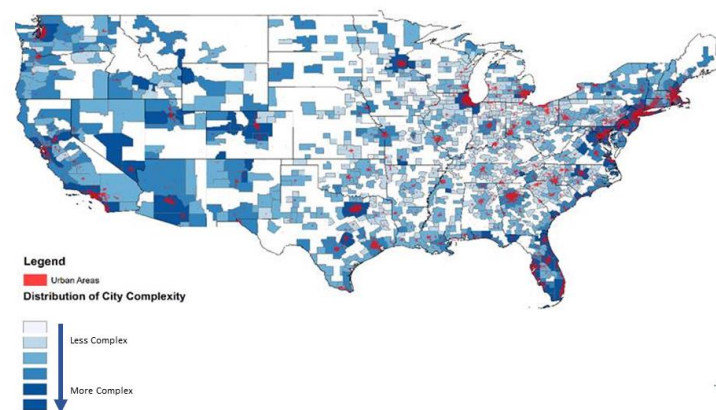 Legend
Urban Areas
Distribution of City Complexity
Less Complex
More Complex